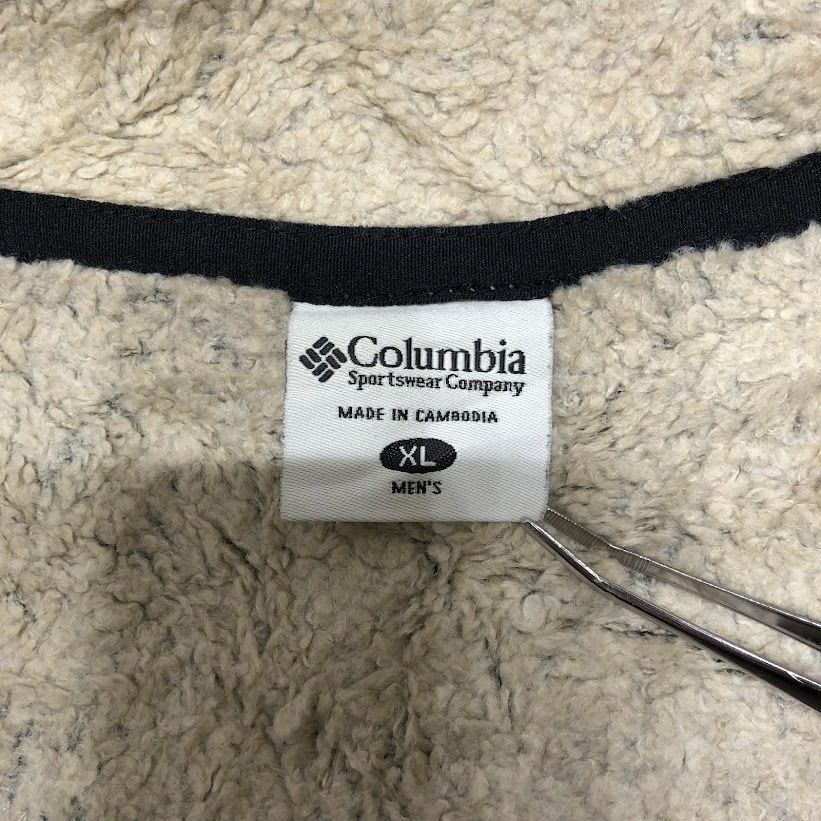 Columbia
Sportswear Company
MADE IN CAMBODIA
XL
MEN'S